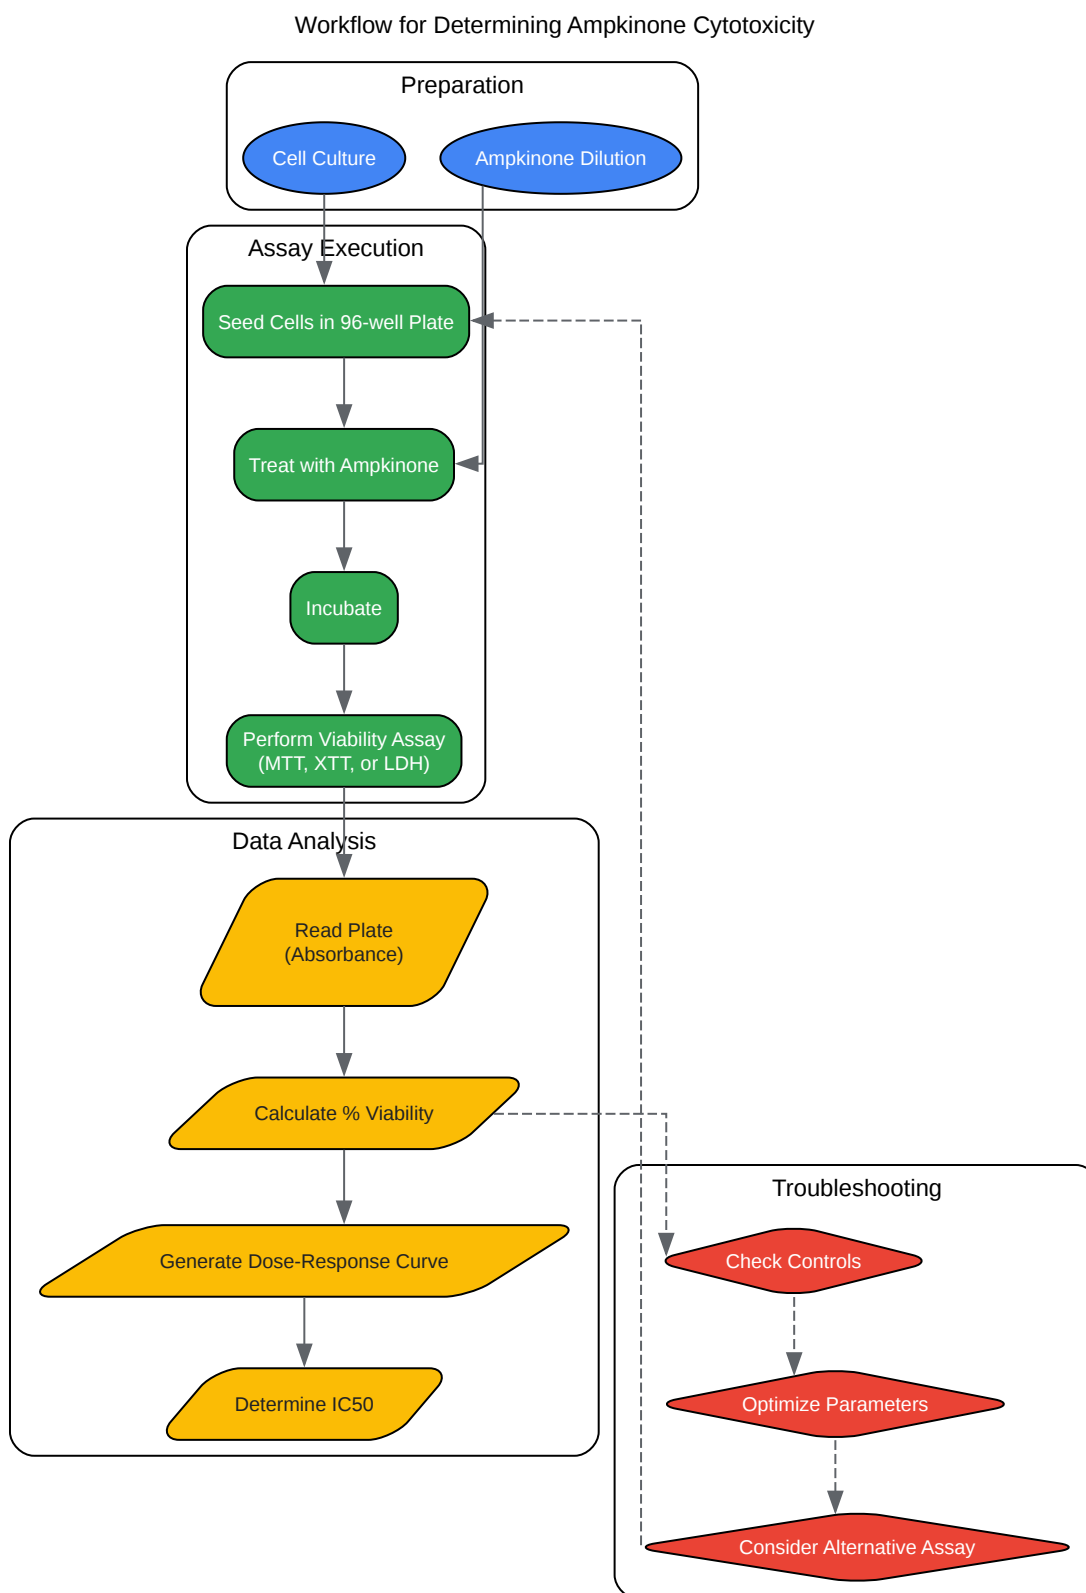 Workflow for Determining Ampkinone Cytotoxicity
Preparation
Cell Culture
Ampkinone Dilution
Assay Execution
Seed Cells in 96-well Plate
Treat with Ampkinone
Incubate
Perform Viability Assay
(MTT, XTT, or LDH)
Data Analysis
Read Plate
(Absorbance)
Calculate % Viability
Generate Dose-Response Curve
Determine IC50
Troubleshooting
Check Controls
Optimize Parameters
Consider Alternative Assay